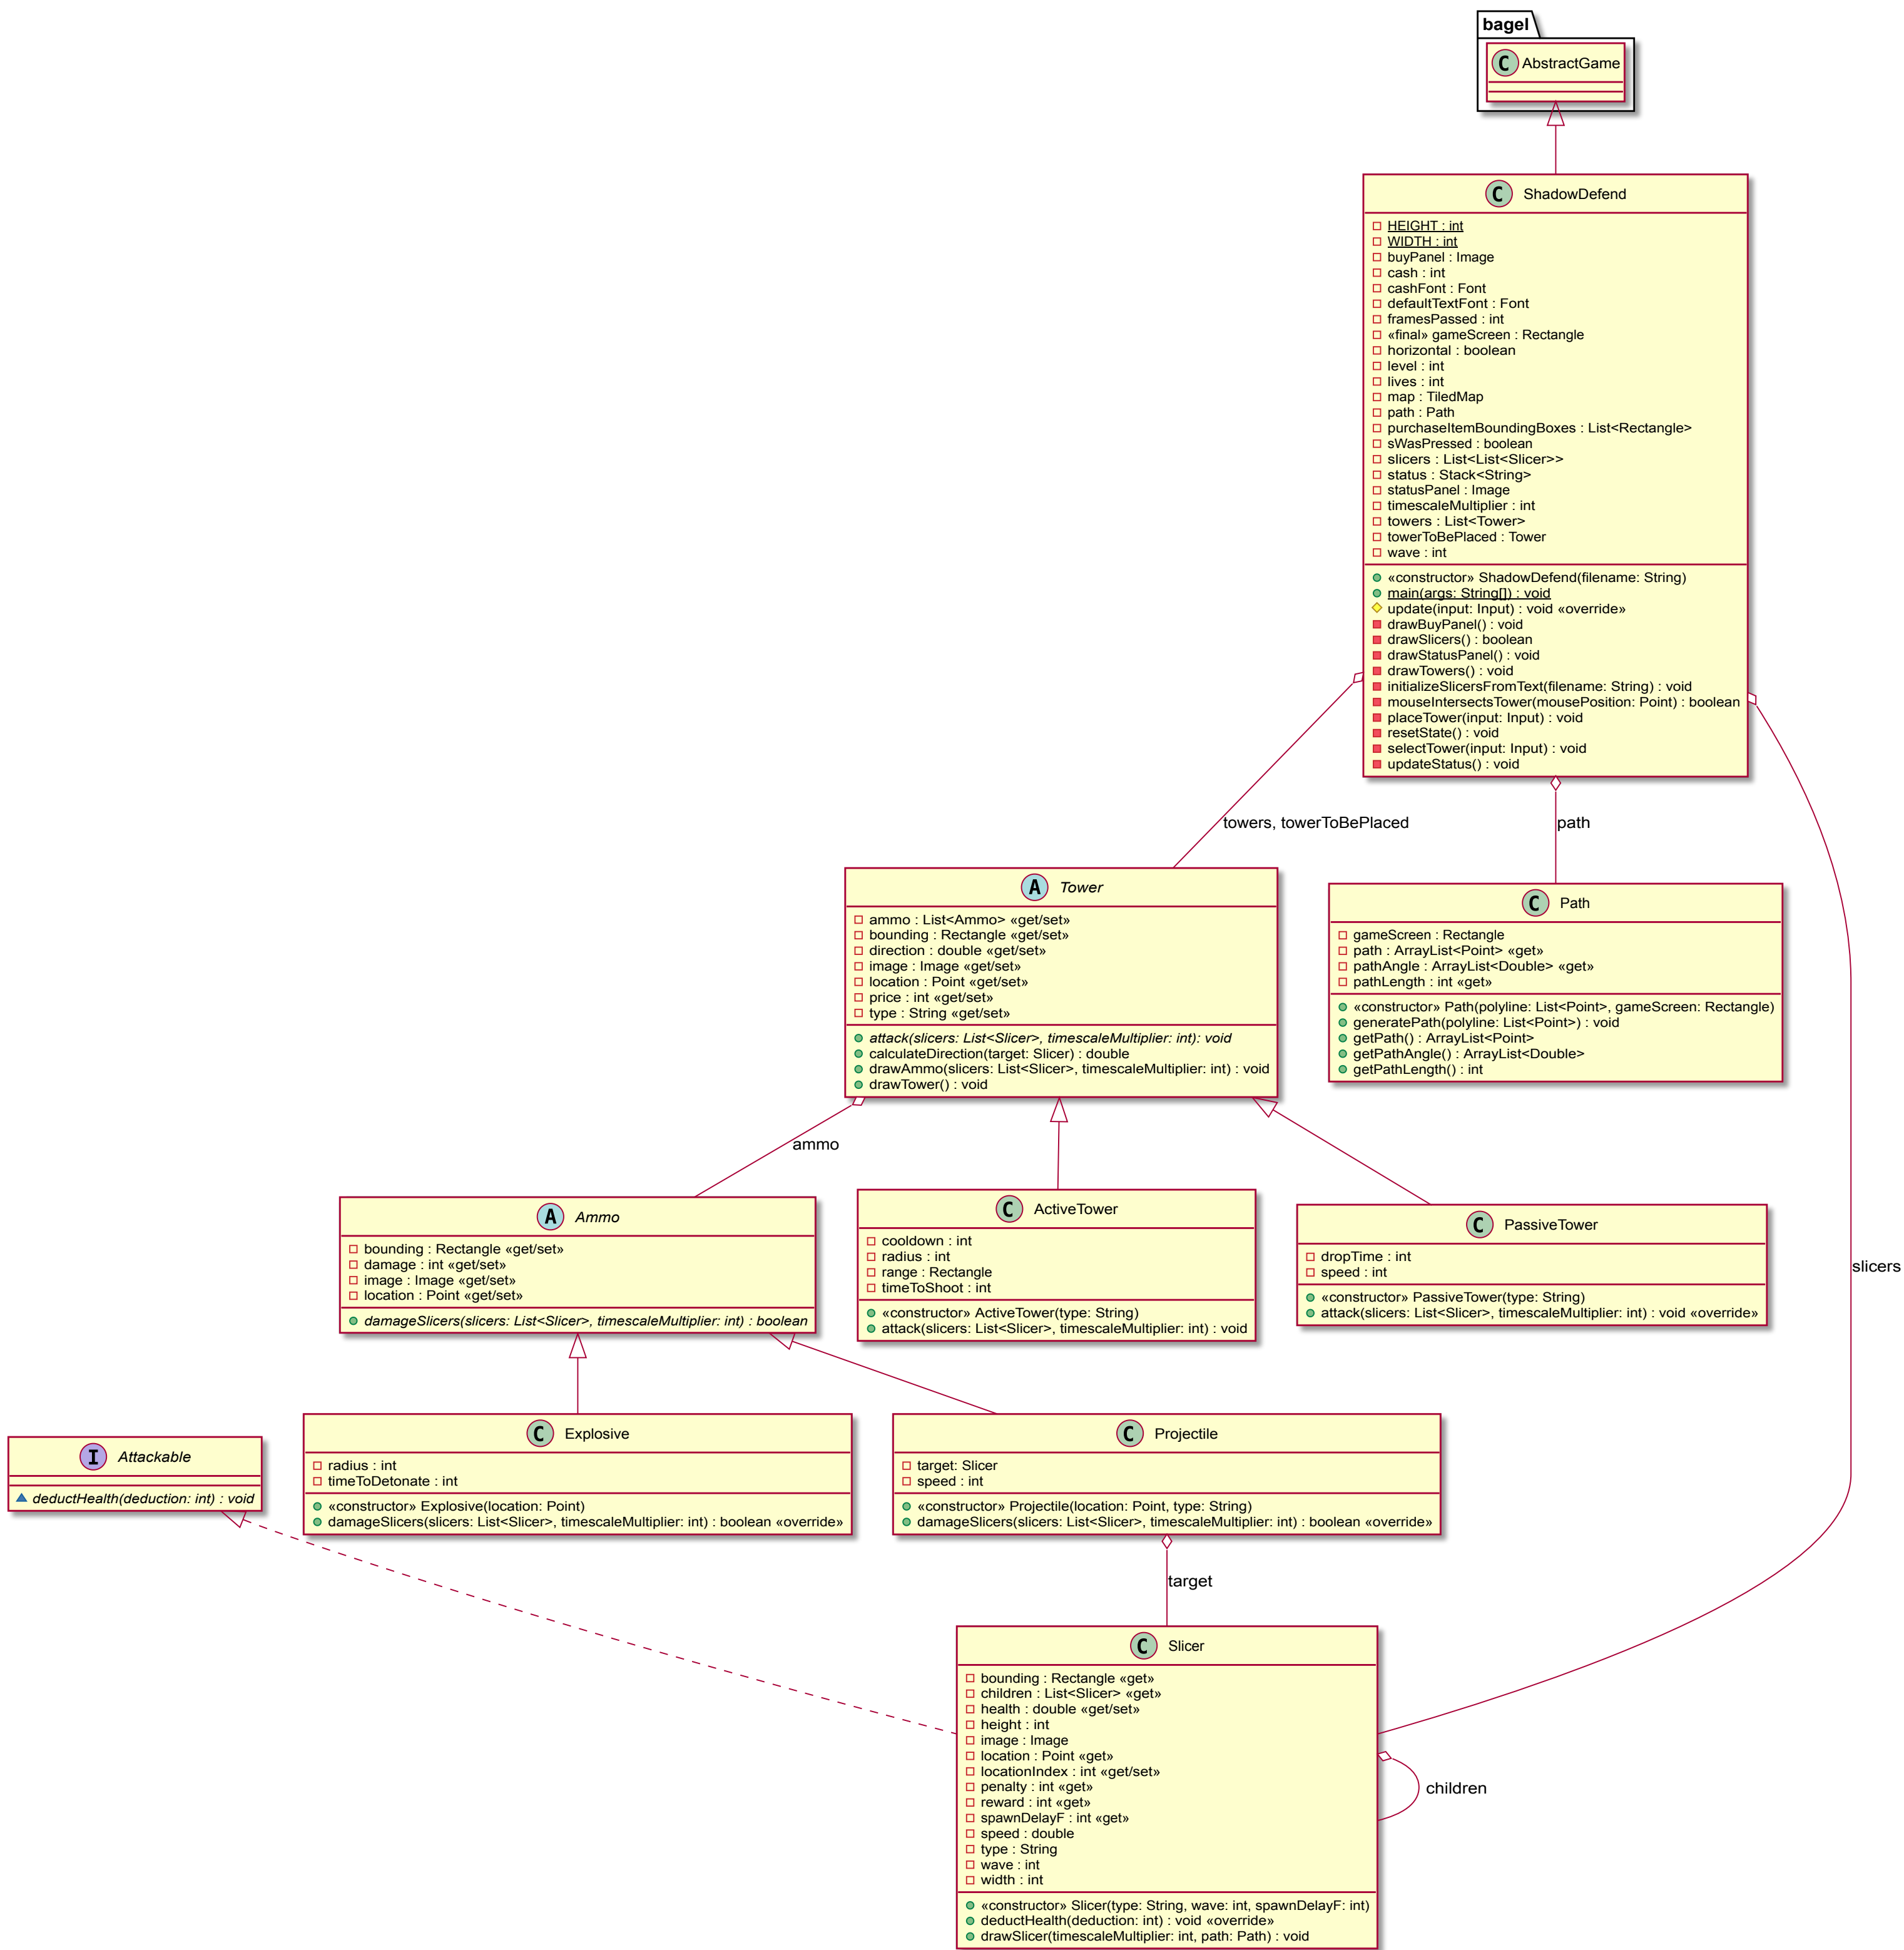 bagel
C AbstractGame
C ShadowDefend
HEIGHT : int
WIDTH : int
buyPanel : Image
cash : int
cashFont : Font
defaultTextFont : Font
framesPassed : int
«final» gameScreen : Rectangle
horizontal : boolean
level : int
lives : int
map : TiledMap
path : Path
purchaseItemBoundingBoxes : List<Rectangle>
sWasPressed : boolean
slicers : List<List<Slicer>>
status : Stack<String>
statusPanel : Image
timescaleMultiplier : int
towers : List<Tower>
towerToBePlaced : Tower
wave : int
«constructor» ShadowDefend(filename: String)
main(args: String[]) : void
update(input: Input) : void «override»
drawBuyPanel() : void
drawSlicers() : boolean
drawStatusPanel() : void
drawTowers() : void
initializeSlicersFromText(filename: String) : void
mouseIntersectsTower(mousePosition: Point) : boolean
placeTower(input: Input) : void
resetState() : void
selectTower(input: Input) : void
updateStatus() : void
towers, towerToBePlaced
path
slicers
A Tower
ammo : List<Ammo> «get/set»
bounding : Rectangle «get/set»
direction : double «get/set»
image : Image «get/set»
location : Point «get/set»
price : int «get/set»
type : String «get/set»
attack(slicers: List<Slicer>, timescaleMultiplier: int): void
calculateDirection(target: Slicer) : double
drawAmmo(slicers: List<Slicer>, timescaleMultiplier: int) : void
drawTower() : void
C Path
gameScreen : Rectangle
path : ArrayList<Point> «get»
pathAngle : ArrayList<Double> «get»
pathLength : int «get»
«constructor» Path(polyline: List<Point>, gameScreen: Rectangle)
generatePath(polyline: List<Point>) : void
getPath() : ArrayList<Point>
getPathAngle() : ArrayList<Double>
getPathLength() : int
ammo
A Ammo
bounding : Rectangle «get/set»
damage : int «get/set»
image : Image «get/set»
location : Point «get/set»
damageSlicers(slicers: List<Slicer>, timescaleMultiplier: int) : boolean
C ActiveTower
cooldown : int
radius : int
range : Rectangle
timeToShoot : int
«constructor» ActiveTower(type: String)
attack(slicers: List<Slicer>, timescaleMultiplier: int) : void
C PassiveTower
dropTime : int
speed : int
«constructor» PassiveTower(type: String)
attack(slicers: List<Slicer>, timescaleMultiplier: int) : void «override»
I Attackable
deductHealth(deduction: int) : void
C Explosive
radius : int
timeToDetonate : int
«constructor» Explosive(location: Point)
damageSlicers(slicers: List<Slicer>, timescaleMultiplier: int) : boolean «override»
C Projectile
target: Slicer
speed : int
«constructor» Projectile(location: Point, type: String)
damageSlicers(slicers: List<Slicer>, timescaleMultiplier: int) : boolean «override»
target
C Slicer
bounding : Rectangle «get»
children : List<Slicer> «get»
health : double «get/set»
height : int
image : Image
location : Point «get»
locationIndex : int «get/set»
penalty : int «get»
reward : int «get»
spawnDelayF : int «get»
speed : double
type : String
wave : int
width : int
«constructor» Slicer(type: String, wave: int, spawnDelayF: int)
deductHealth(deduction: int) : void «override»
drawSlicer(timescaleMultiplier: int, path: Path) : void
children